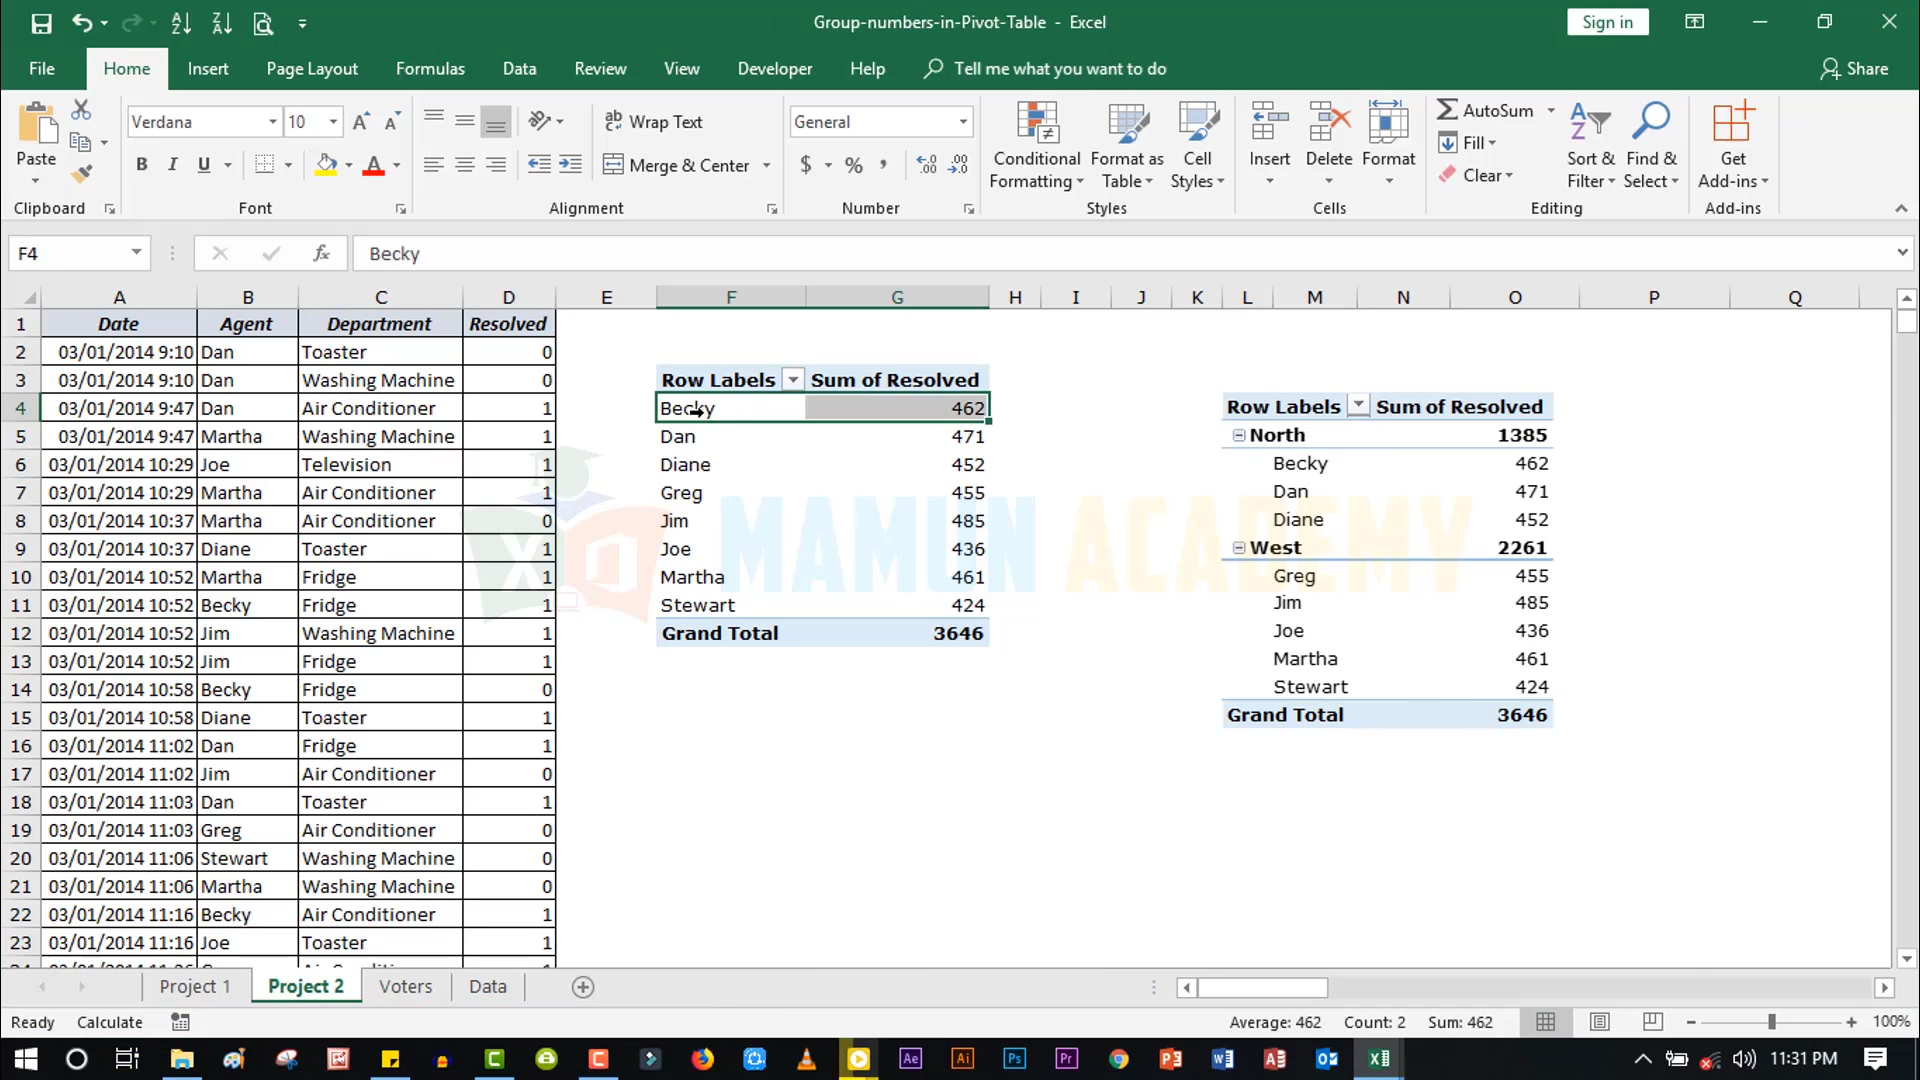 Group-numbers-in-Pivot-Table - Excel
Sign in
File Home Insert Page Layout Formulas Data Review View Developer Help Tell me what you want to do Share
Verdana 10 Wrap Text General AutoSum
Paste B I U Merge & Center $ % Conditional Formatting Format as Table Cell Styles Insert Delete Format Fill Clear Sort & Filter Find & Select Get Add-ins
Clipboard Font Alignment Number Styles Cells Editing Add-ins
F4 fx Becky
A B C D E F G H I J K L M N O P Q
1 Date Agent Department Resolved
2 03/01/2014 9:10 Dan Toaster 0
3 03/01/2014 9:10 Dan Washing Machine 0 Row Labels Sum of Resolved
4 03/01/2014 9:47 Dan Air Conditioner 1 Becky 462 Row Labels Sum of Resolved
5 03/01/2014 9:47 Martha Washing Machine 1 Dan 471 North 1385
6 03/01/2014 10:29 Joe Television 1 Diane 452 Becky 462
7 03/01/2014 10:29 Martha Air Conditioner 1 Greg 455 Dan 471
8 03/01/2014 10:37 Martha Air Conditioner 0 Jim 485 Diane 452
9 03/01/2014 10:37 Diane Toaster 1 Joe 436 West 2261
10 03/01/2014 10:52 Martha Fridge 1 Martha 461 Greg 455
11 03/01/2014 10:52 Becky Fridge 1 Stewart 424 Jim 485
12 03/01/2014 10:52 Jim Washing Machine 1 Grand Total 3646 Joe 436
13 03/01/2014 10:52 Jim Fridge 1 Martha 461
14 03/01/2014 10:58 Becky Fridge 0 Stewart 424
15 03/01/2014 10:58 Diane Toaster 1 Grand Total 3646
16 03/01/2014 11:02 Dan Fridge 1
17 03/01/2014 11:02 Jim Air Conditioner 0
18 03/01/2014 11:03 Dan Toaster 1
19 03/01/2014 11:03 Greg Air Conditioner 0
20 03/01/2014 11:06 Stewart Washing Machine 0
21 03/01/2014 11:06 Martha Washing Machine 0
22 03/01/2014 11:16 Becky Air Conditioner 1
23 03/01/2014 11:16 Joe Toaster 1
MAMUN ACADEMY
Project 1 Project 2 Voters Data
Ready Calculate Average: 462 Count: 2 Sum: 462 100%
Ae Ai Ps Pr 11:31 PM